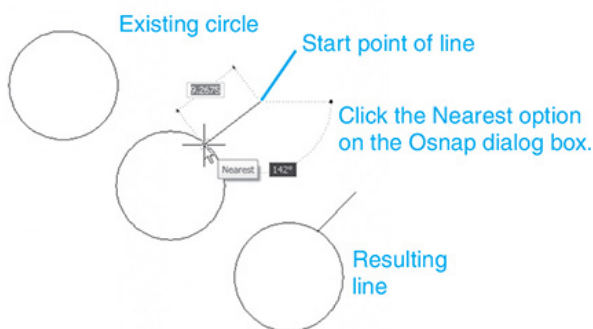 Existing circle
Start point of line
9.2675
Click the Nearest option
on the Osnap dialog box.
Nearest
142°
Resulting
line